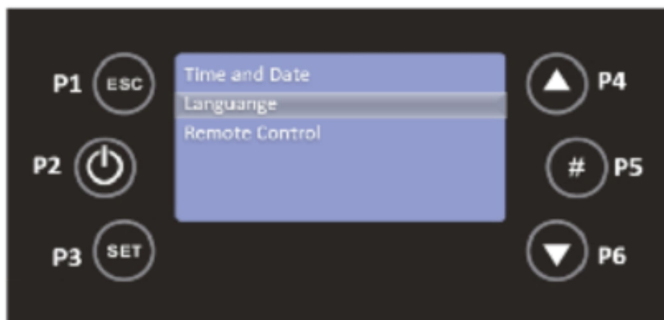 P1 ESC
Time and Date
P4
Languange
P2
Remote Control
# P5
P3 SET
P6